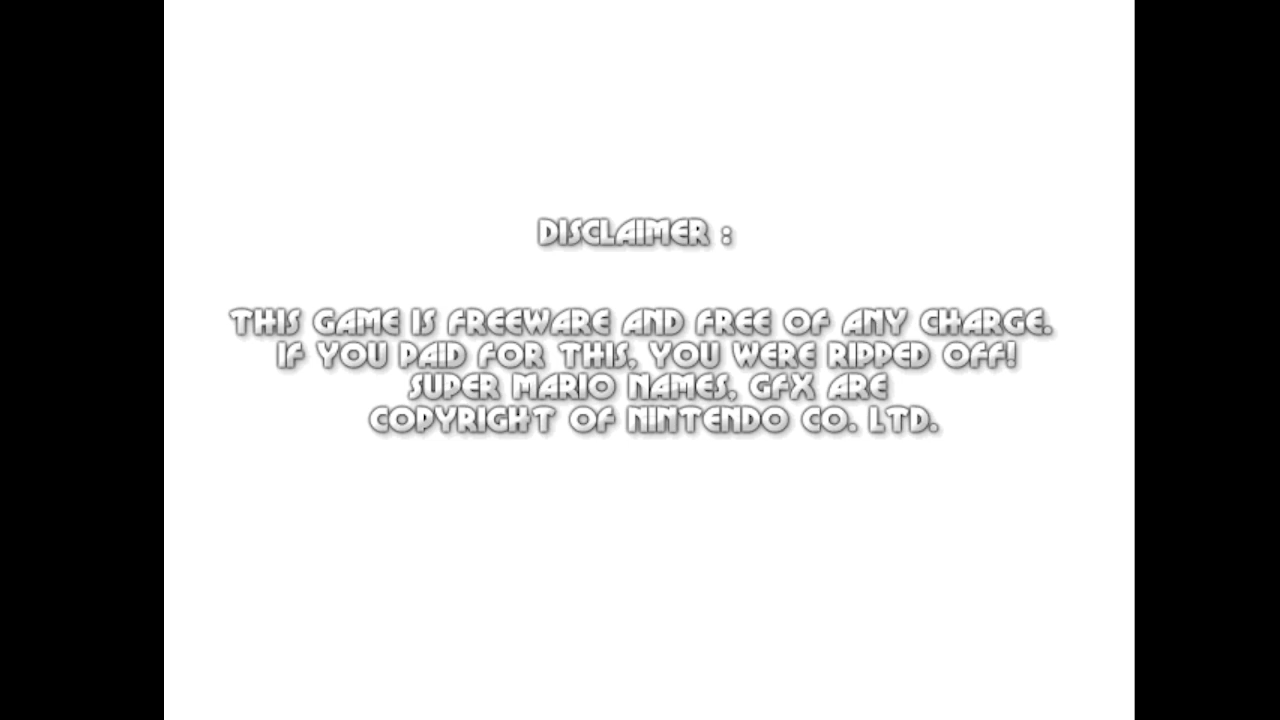 DISCLAIMER :
THIS GAME IS FREEWARE AND FREE OF ANY CHARGE.
IF YOU PAID FOR THIS, YOU WERE RIPPED OFF!
SUPER MARIO NAMES, GFX ARE
COPYRIGHT OF NINTENDO CO. LTD.